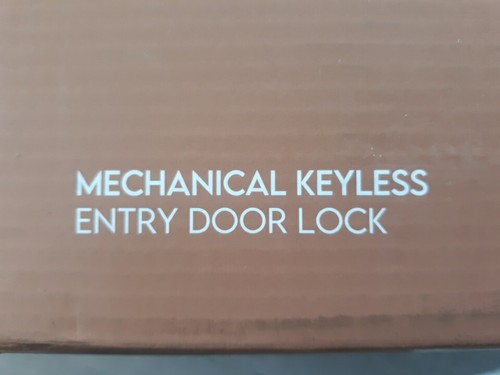 MECHANICAL KEYLESS
ENTRY DOOR LOCK